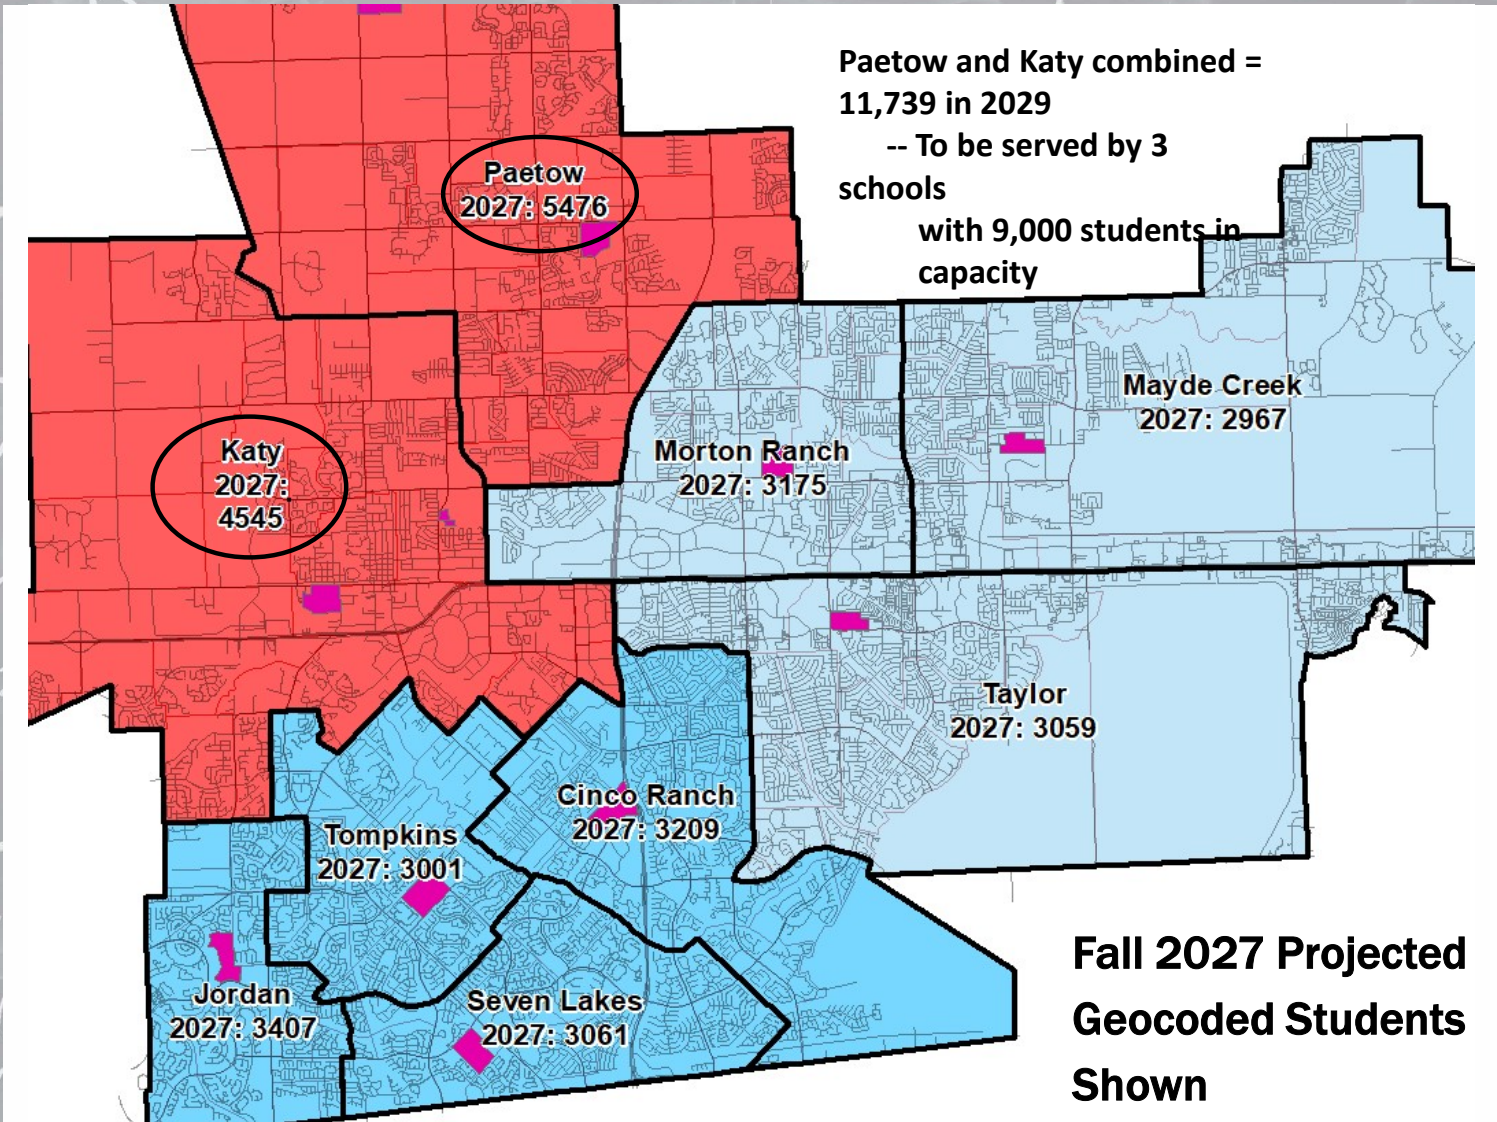 Paetow and Katy combined =
11,739 in 2029
-- To be served by 3
schools
with 9,000 students in
capacity
Paetow
2027: 5476
Mayde Creek
2027: 2967
Katy
2027:
4545
Morton Ranch
2027: 3175
Taylor
2027: 3059
Cinco Ranch
2027: 3209
Tompkins
2027: 3001
Jordan
2027: 3407
Seven Lakes
2027: 3061
Fall 2027 Projected
Geocoded Students
Shown